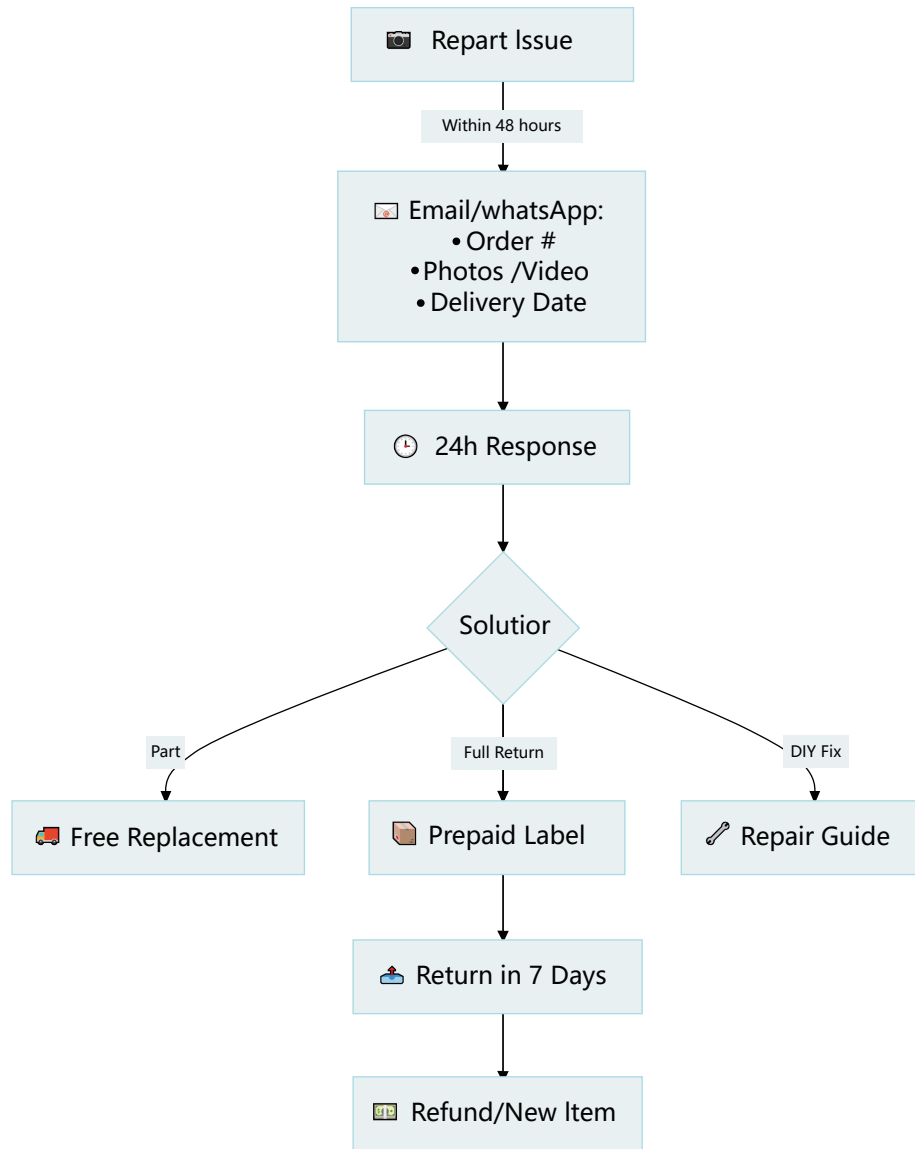 Repart Issue
Within 48 hours
Email/whatsApp:
•Order #
•Photos /Video
•Delivery Date
24h Response
Solutior
Part
Full Return
DIY Fix
Free Replacement
Prepaid Label
Repair Guide
Return in 7 Days
Refund/New Item